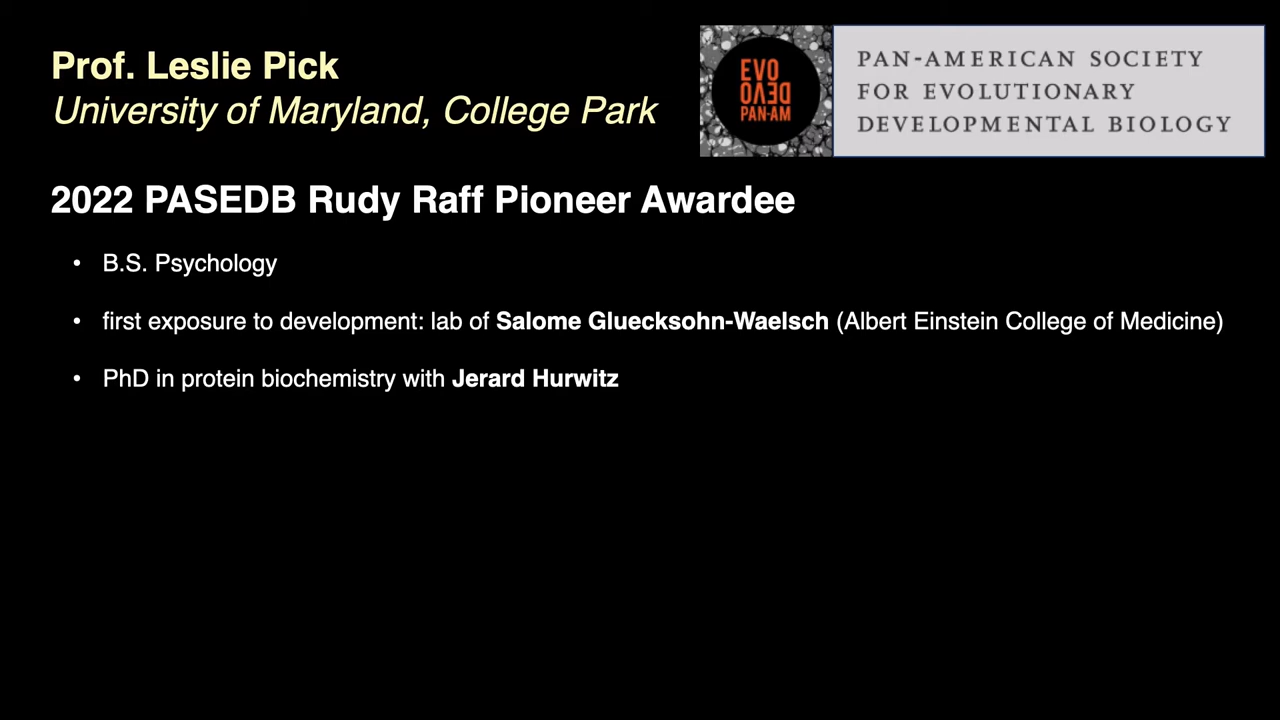 Prof. Leslie Pick
University of Maryland, College Park
EVO
DEVO
PAN-AM
PAN-AMERICAN SOCIETY
FOR EVOLUTIONARY
DEVELOPMENTAL BIOLOGY
2022 PASEDB Rudy Raff Pioneer Awardee
• B.S. Psychology
• first exposure to development: lab of Salome Gluecksohn-Waelsch (Albert Einstein College of Medicine)
• PhD in protein biochemistry with Jerard Hurwitz